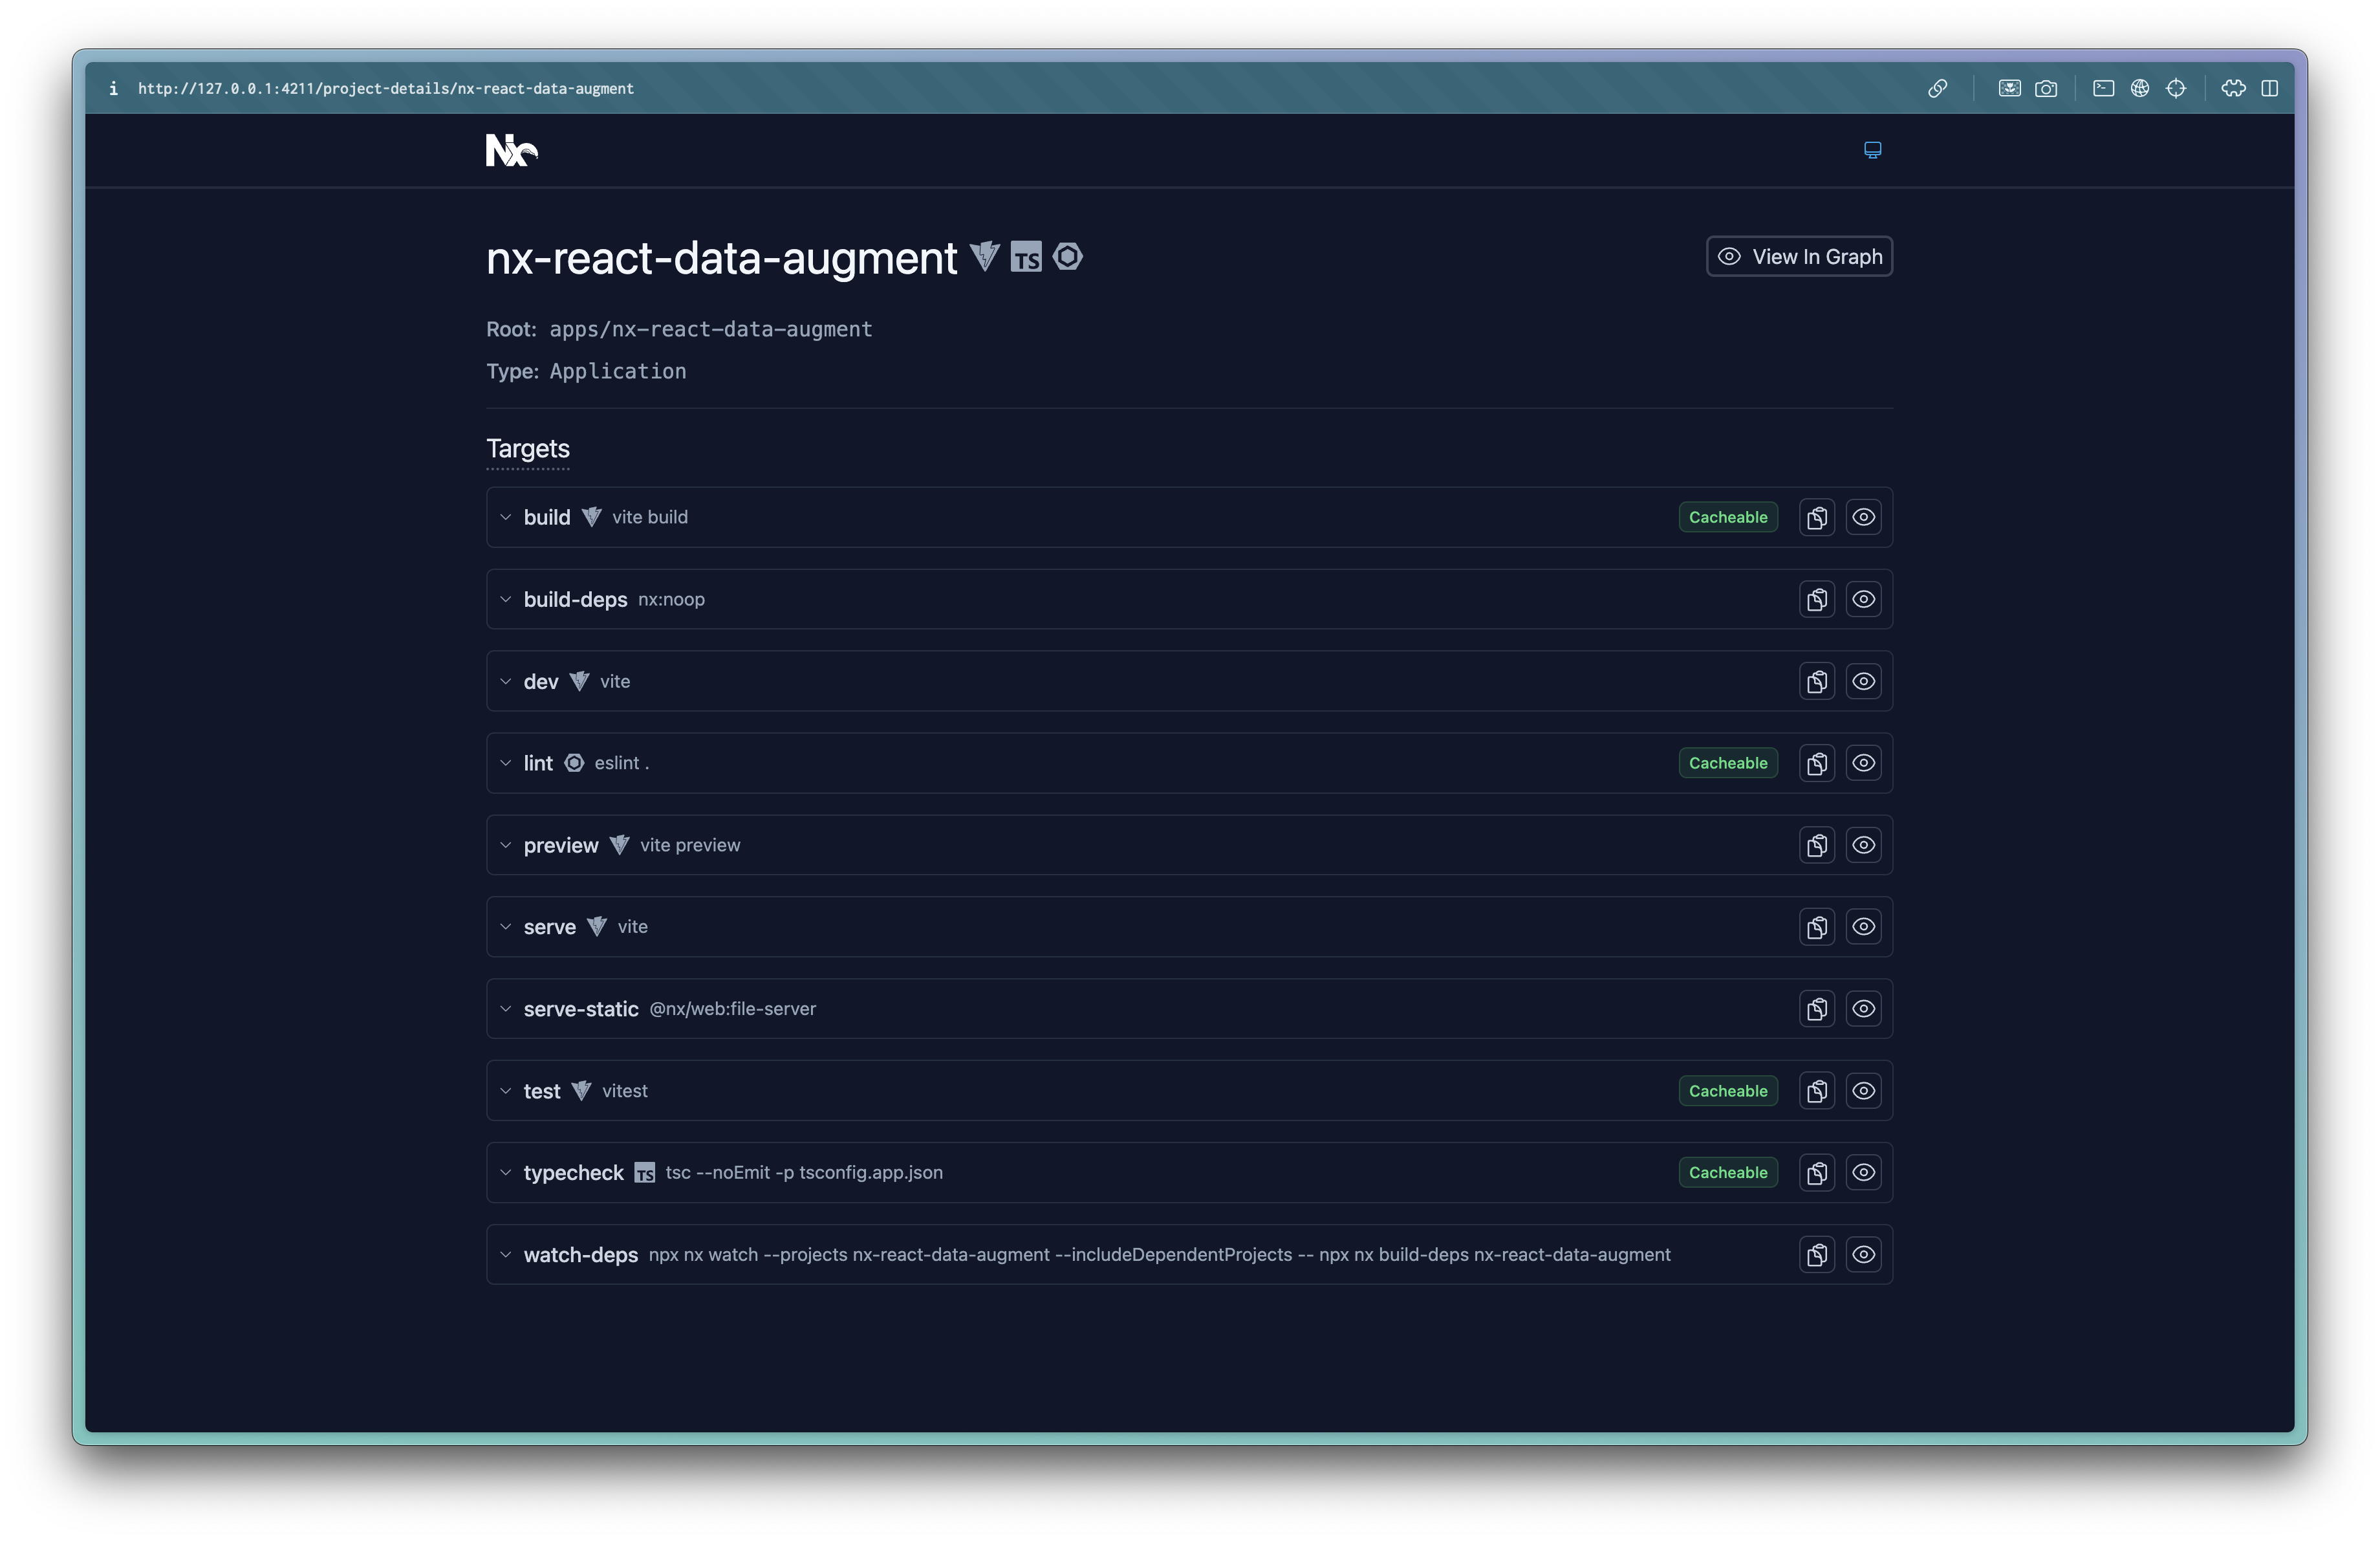 http://127.0.0.1:4211/project-details/nx-react-data-augment
Nx
nx-react-data-augment TS
View In Graph
Root: apps/nx-react-data-augment
Type: Application
Targets
build vite build Cacheable
build-deps nx:noop
dev vite
lint eslint . Cacheable
preview vite preview
serve vite
serve-static @nx/web:file-server
test vitest Cacheable
typecheck TS tsc --noEmit -p tsconfig.app.json Cacheable
watch-deps npx nx watch --projects nx-react-data-augment --includeDependentProjects -- npx nx build-deps nx-react-data-augment